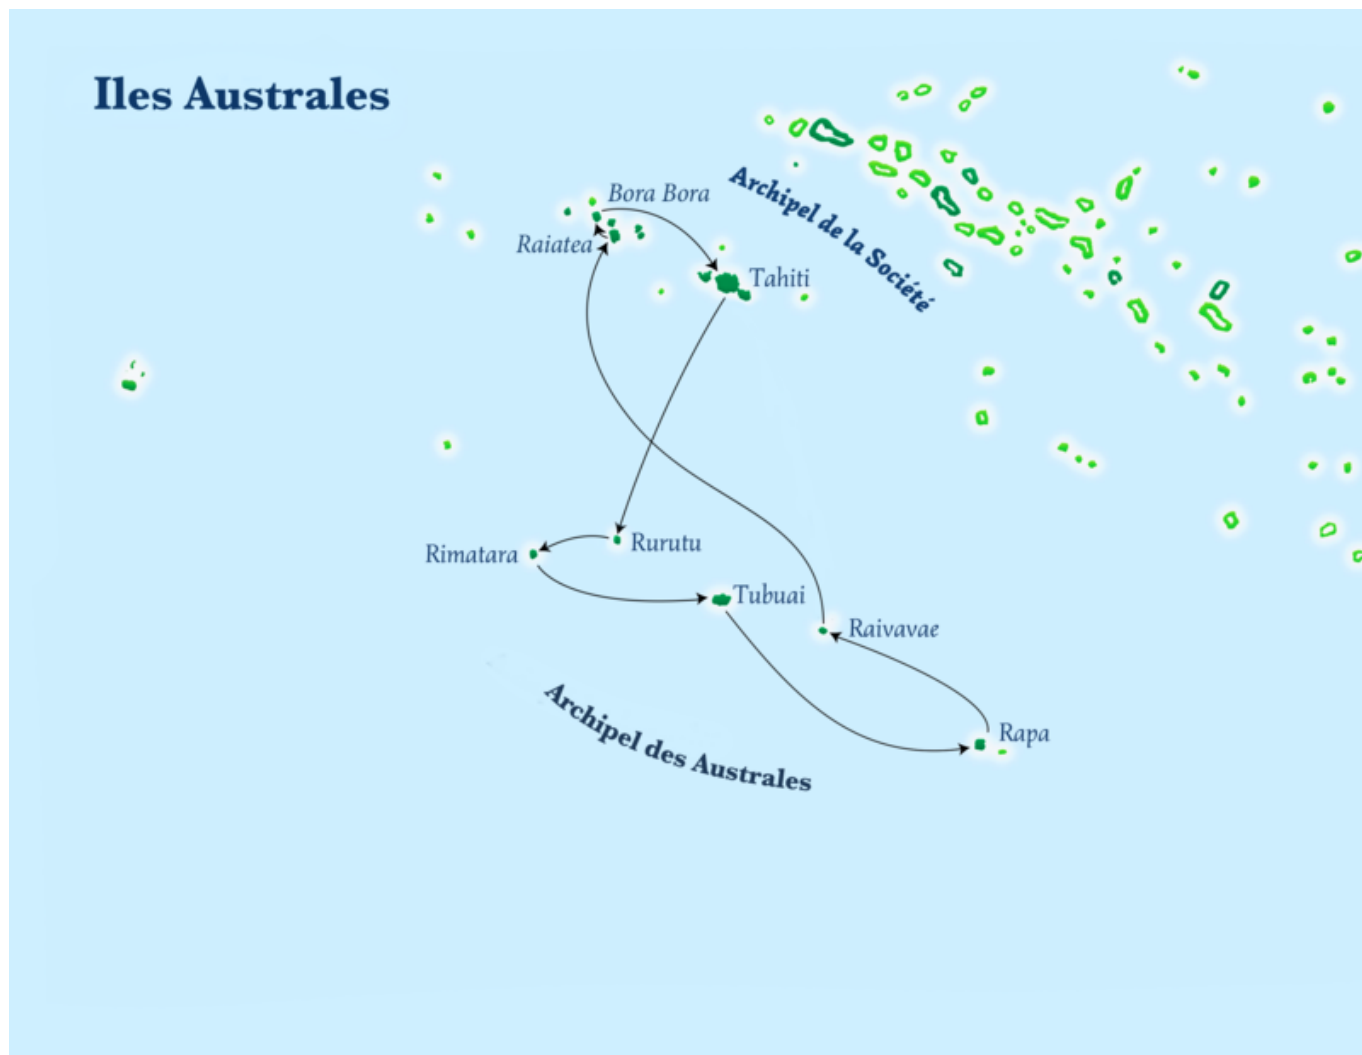 Iles Australes
Archipel de la Société
Bora Bora
Raiatea
Tahiti
Rurutu
Rimatara
Tubuai
Raivavae
Archipel des Australes
Rapa